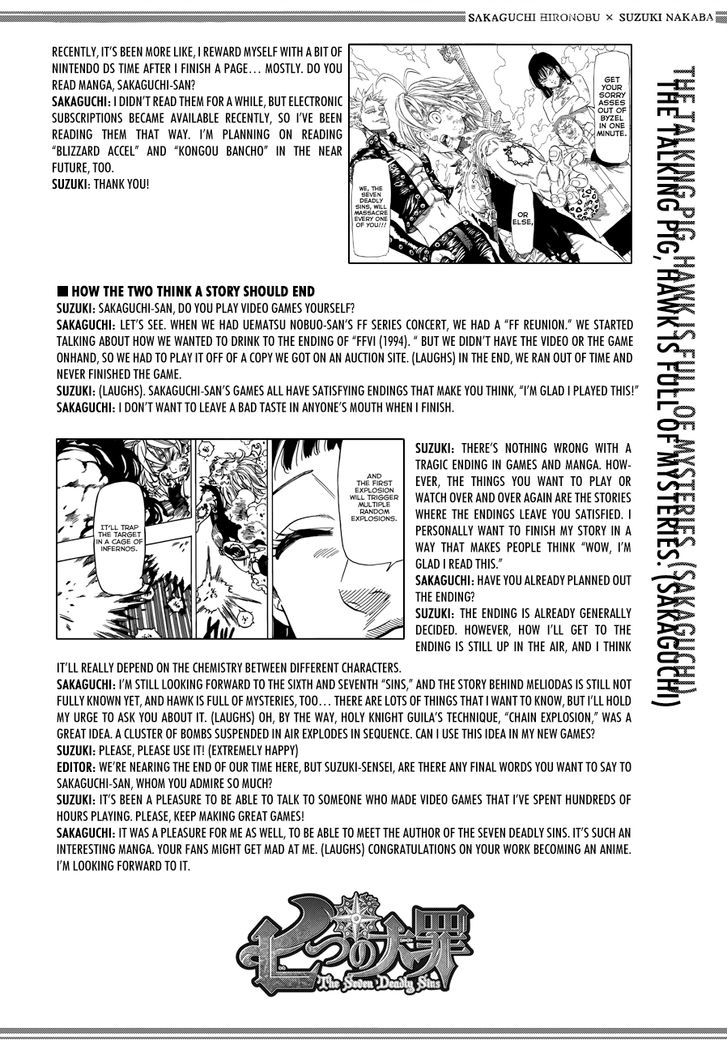 SAKAGUCHI HIRONOBU × SUZUKI NAKABA
RECENTLY, IT'S BEEN MORE LIKE, I REWARD MYSELF WITH A BIT OF
NINTENDO DS TIME AFTER I FINISH A PAGE... MOSTLY. DO YOU
READ MANGA, SAKAGUCHI-SAN?
SAKAGUCHI: I DIDN'T READ THEM FOR A WHILE, BUT ELECTRONIC
SUBSCRIPTIONS BECAME AVAILABLE RECENTLY, SO I'VE BEEN
READING THEM THAT WAY. I'M PLANNING ON READING
"BLIZZARD ACCEL" AND "KONGOU BANCHO" IN THE NEAR
FUTURE, TOO.
SUZUKI: THANK YOU!
GET
YOUR
SORRY
ASSES
OUT OF
BYZEL
IN ONE
MINUTE.
OR
ELSE,
WE, THE
SEVEN
DEADLY
SINS, WILL
MASSACRE
EVERY ONE
OF YOU!!!
THE TALKING PIG, HAWK IS FULL OF MYSTERIES. (SAKAGUCHI)
■ HOW THE TWO THINK A STORY SHOULD END
SUZUKI: SAKAGUCHI-SAN, DO YOU PLAY VIDEO GAMES YOURSELF?
SAKAGUCHI: LET'S SEE. WHEN WE HAD UEMATSU NOBUO-SAN'S FF SERIES CONCERT, WE HAD A "FF REUNION." WE STARTED
TALKING ABOUT HOW WE WANTED TO DRINK TO THE ENDING OF "FFVI (1994). " BUT WE DIDN'T HAVE THE VIDEO OR THE GAME
ONHAND, SO WE HAD TO PLAY IT OFF OF A COPY WE GOT ON AN AUCTION SITE. (LAUGHS) IN THE END, WE RAN OUT OF TIME AND
NEVER FINISHED THE GAME.
SUZUKI: (LAUGHS). SAKAGUCHI-SAN'S GAMES ALL HAVE SATISFYING ENDINGS THAT MAKE YOU THINK, "I'M GLAD I PLAYED THIS!"
SAKAGUCHI: I DON'T WANT TO LEAVE A BAD TASTE IN ANYONE'S MOUTH WHEN I FINISH.
AND
THE FIRST
EXPLOSION
WILL TRIGGER
MULTIPLE
RANDOM
EXPLOSIONS.
IT'LL TRAP
THE TARGET
IN A CAGE OF
INFERNOS.
SUZUKI: THERE'S NOTHING WRONG WITH A
TRAGIC ENDING IN GAMES AND MANGA. HOW-
EVER, THE THINGS YOU WANT TO PLAY OR
WATCH OVER AND OVER AGAIN ARE THE STORIES
WHERE THE ENDINGS LEAVE YOU SATISFIED. I
PERSONALLY WANT TO FINISH MY STORY IN A
WAY THAT MAKES PEOPLE THINK "WOW, I'M
GLAD I READ THIS."
SAKAGUCHI: HAVE YOU ALREADY PLANNED OUT
THE ENDING?
SUZUKI: THE ENDING IS ALREADY GENERALLY
DECIDED. HOWEVER, HOW I'LL GET TO THE
ENDING IS STILL UP IN THE AIR, AND I THINK
IT'LL REALLY DEPEND ON THE CHEMISTRY BETWEEN DIFFERENT CHARACTERS.
SAKAGUCHI: I'M STILL LOOKING FORWARD TO THE SIXTH AND SEVENTH "SINS," AND THE STORY BEHIND MELIODAS IS STILL NOT
FULLY KNOWN YET, AND HAWK IS FULL OF MYSTERIES, TOO... THERE ARE LOTS OF THINGS THAT I WANT TO KNOW, BUT I'LL HOLD
MY URGE TO ASK YOU ABOUT IT. (LAUGHS) OH, BY THE WAY, HOLY KNIGHT GUILA'S TECHNIQUE, "CHAIN EXPLOSION," WAS A
GREAT IDEA. A CLUSTER OF BOMBS SUSPENDED IN AIR EXPLODES IN SEQUENCE. CAN I USE THIS IDEA IN MY NEW GAMES?
SUZUKI: PLEASE, PLEASE USE IT! (EXTREMELY HAPPY)
EDITOR: WE'RE NEARING THE END OF OUR TIME HERE, BUT SUZUKI-SENSEI, ARE THERE ANY FINAL WORDS YOU WANT TO SAY TO
SAKAGUCHI-SAN, WHOM YOU ADMIRE SO MUCH?
SUZUKI: IT'S BEEN A PLEASURE TO BE ABLE TO TALK TO SOMEONE WHO MADE VIDEO GAMES THAT I'VE SPENT HUNDREDS OF
HOURS PLAYING. PLEASE, KEEP MAKING GREAT GAMES!
SAKAGUCHI: IT WAS A PLEASURE FOR ME AS WELL, TO BE ABLE TO MEET THE AUTHOR OF THE SEVEN DEADLY SINS. IT'S SUCH AN
INTERESTING MANGA. YOUR FANS MIGHT GET MAD AT ME. (LAUGHS) CONGRATULATIONS ON YOUR WORK BECOMING AN ANIME.
I'M LOOKING FORWARD TO IT.
七つの大罪
The Seven Deadly Sins